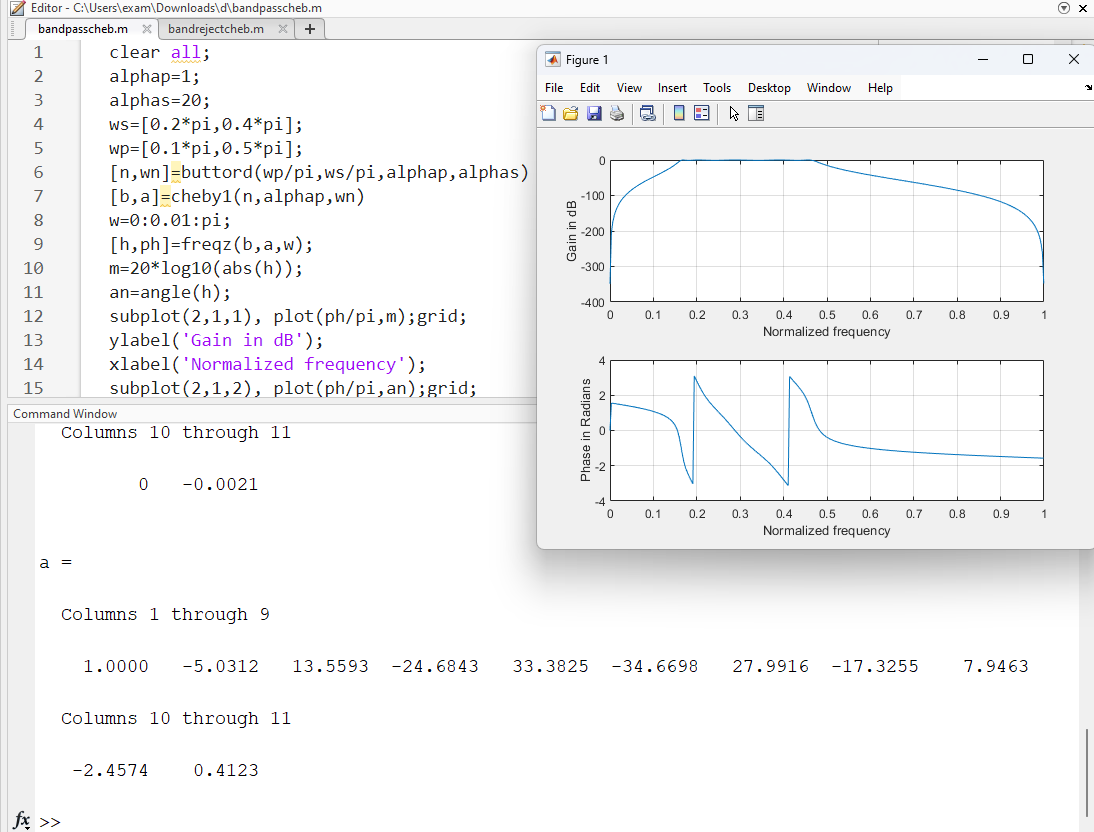 Editor - C:\Users\exam\Downloads\d\bandpasscheb.m
bandpasscheb.m bandrejectcheb.m
1 clear all;
2 alphap=1;
3 alphas=20;
4 ws=[0.2*pi,0.4*pi];
5 wp=[0.1*pi,0.5*pi];
6 [n,wn]=buttord(wp/pi,ws/pi,alphap,alphas)
7 [b,a]=cheby1(n,alphap,wn)
8 w=0:0.01:pi;
9 [h,ph]=freqz(b,a,w);
10 m=20*log10(abs(h));
11 an=angle(h);
12 subplot(2,1,1), plot(ph/pi,m);grid;
13 ylabel('Gain in dB');
14 xlabel('Normalized frequency');
15 subplot(2,1,2), plot(ph/pi,an);grid;
Figure 1
File Edit View Insert Tools Desktop Window Help
Gain in dB
0
-100
-200
-300
-400
0 0.1 0.2 0.3 0.4 0.5 0.6 0.7 0.8 0.9 1
Normalized frequency
Phase in Radians
4
2
0
-2
-4
0 0.1 0.2 0.3 0.4 0.5 0.6 0.7 0.8 0.9 1
Normalized frequency
Command Window
Columns 10 through 11
0 -0.0021
a =
Columns 1 through 9
1.0000 -5.0312 13.5593 -24.6843 33.3825 -34.6698 27.9916 -17.3255 7.9463
Columns 10 through 11
-2.4574 0.4123
fx >>